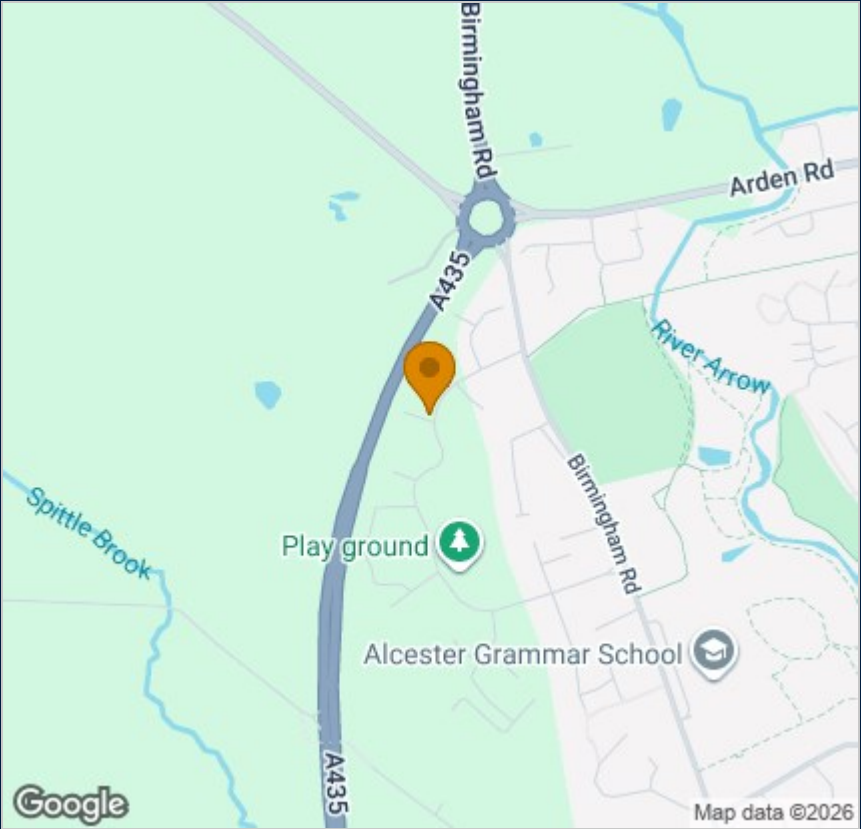 Birmingham Rd
Arden Rd
A435
River Arrow
Spittle Brook
Birmingham Rd
Play ground
Alcester Grammar School
A435
Google
Map data ©2026